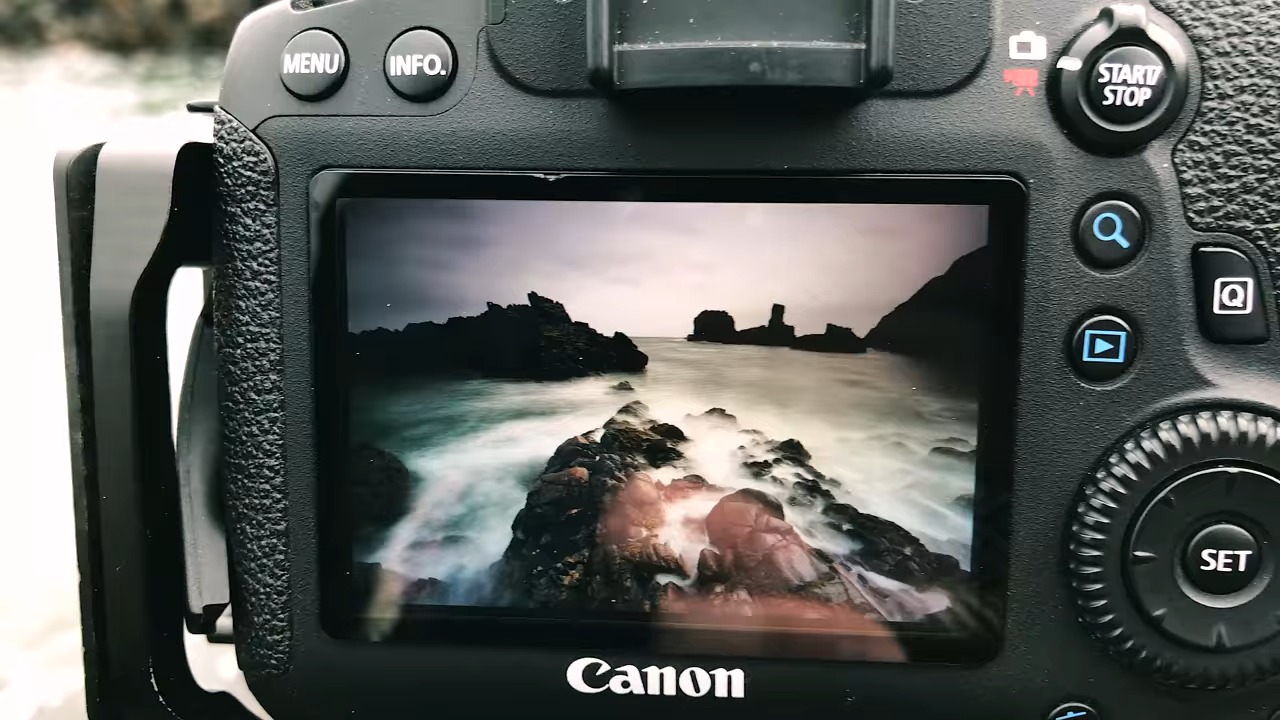 MENU
INFO.
START/
STOP
Q
SET
Canon